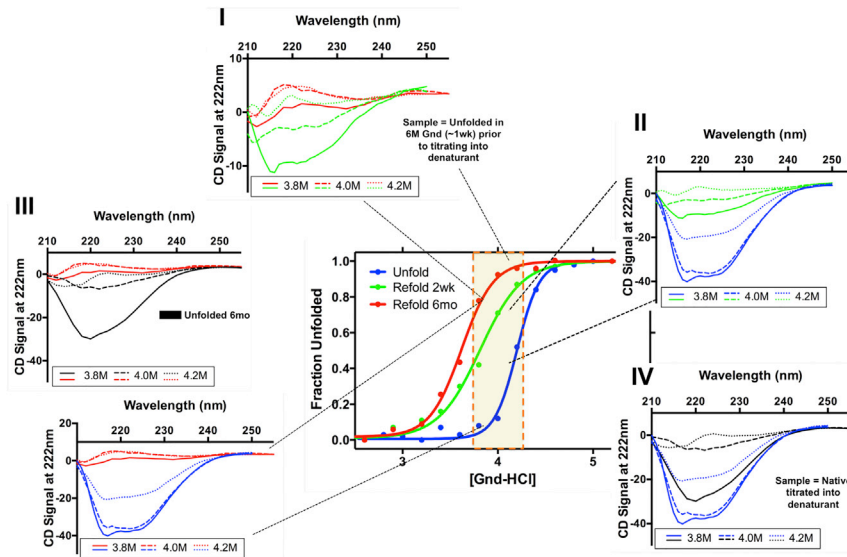 I
Wavelength (nm)
210 220 230 240 250
CD Signal at 222nm
10
0
-10
3.8M 4.0M 4.2M
Sample = Unfolded in
6M Gnd (~1wk) prior
to titrating into
denaturant
II
Wavelength (nm)
210 220 230 240 250
CD Signal at 222nm
0
-20
-40
3.8M 4.0M 4.2M
III
Wavelength (nm)
210 220 230 240 250
CD Signal at 222nm
20
0
-20
-40
Unfolded 6mo
3.8M 4.0M 4.2M
Fraction Unfolded
1.0
0.8
0.6
0.4
0.2
0.0
Unfold
Refold 2wk
Refold 6mo
3 4 5
[Gnd-HCl]
CD Signal at 222nm
20
0
-20
-40
220 230 240 250
3.8M 4.0M 4.2M
IV
Wavelength (nm)
210 220 230 240 250
CD Signal at 222nm
20
0
-20
-40
Sample = Native
titrated into
denaturant
3.8M 4.0M 4.2M